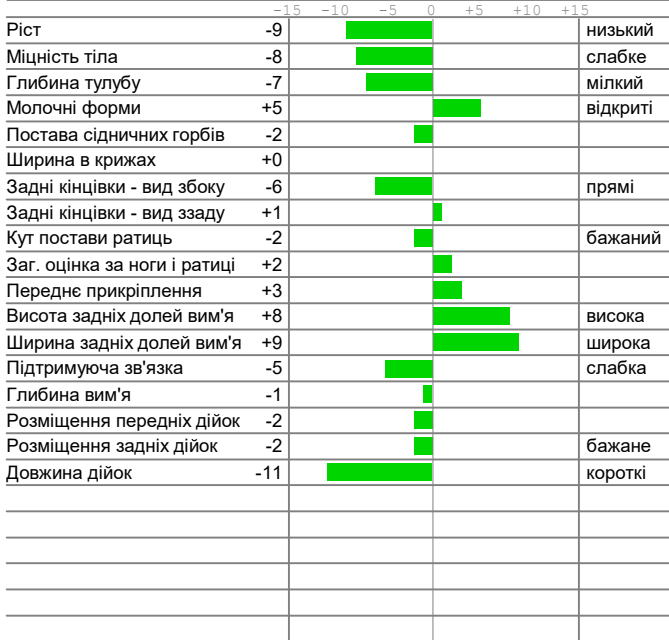 -15 -10 -5 0 +5 +10 +15
Ріст -9 низький
Міцність тіла -8 слабке
Глибина тулубу -7 мілкий
Молочні форми +5 відкриті
Постава сідничних горбів -2
Ширина в крижах +0
Задні кінцівки - вид збоку -6 прямі
Задні кінцівки - вид ззаду +1
Кут постави ратиць -2 бажаний
Заг. оцінка за ноги і ратиці +2
Переднє прикріплення +3
Висота задніх долей вим'я +8 висока
Ширина задніх долей вим'я +9 широка
Підтримуюча зв'язка -5 слабка
Глибина вим'я -1
Розміщення передніх дійок -2
Розміщення задніх дійок -2 бажане
Довжина дійок -11 короткі